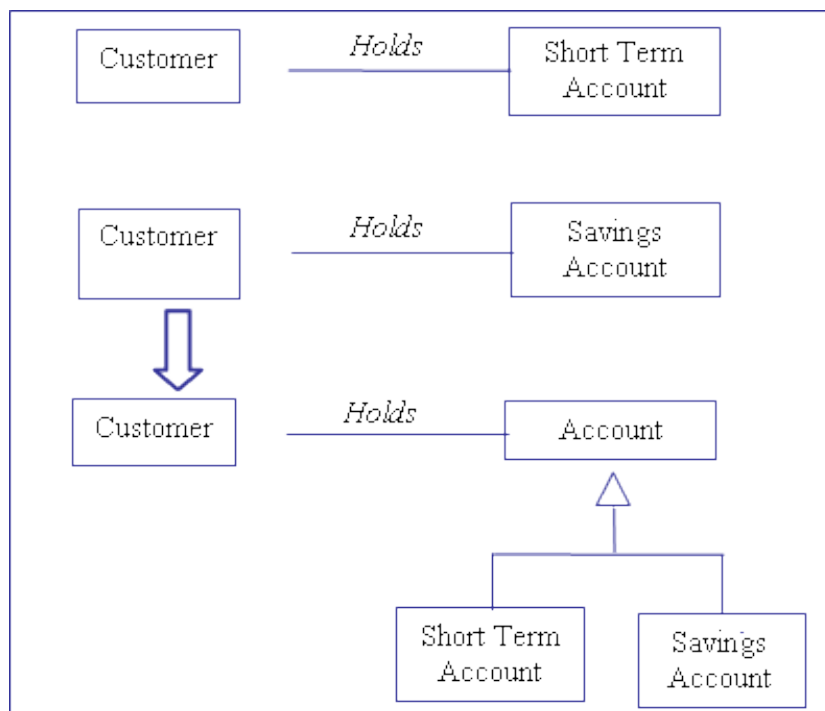 Customer
Holds
Short Term
Account
Customer
Holds
Savings
Account
Customer
Holds
Account
Short Term
Account
Savings
Account